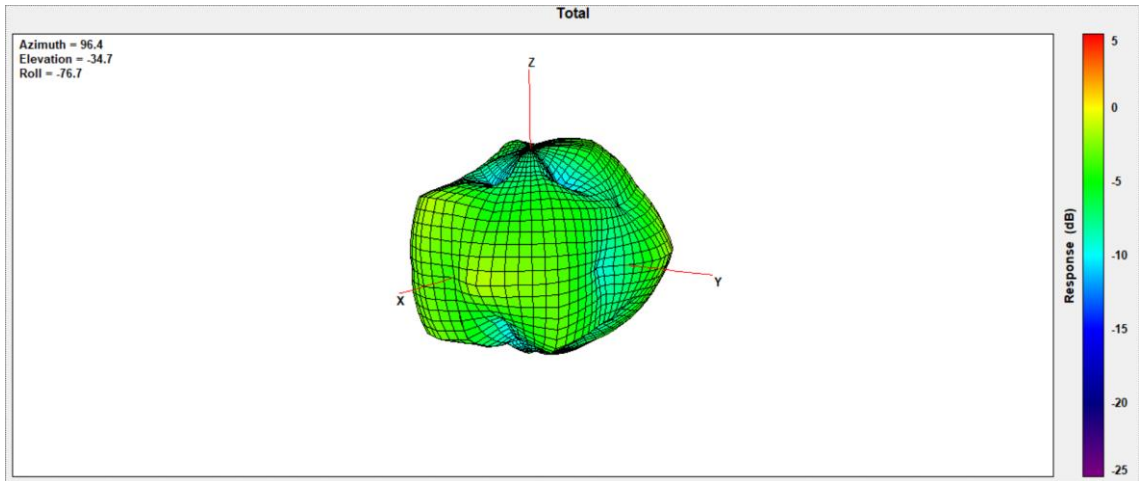 Total
Azimuth = 96.4
Elevation = -34.7
Roll = -76.7
Z
X
Y
5
0
-5
-10
-15
-20
-25
Response (dB)